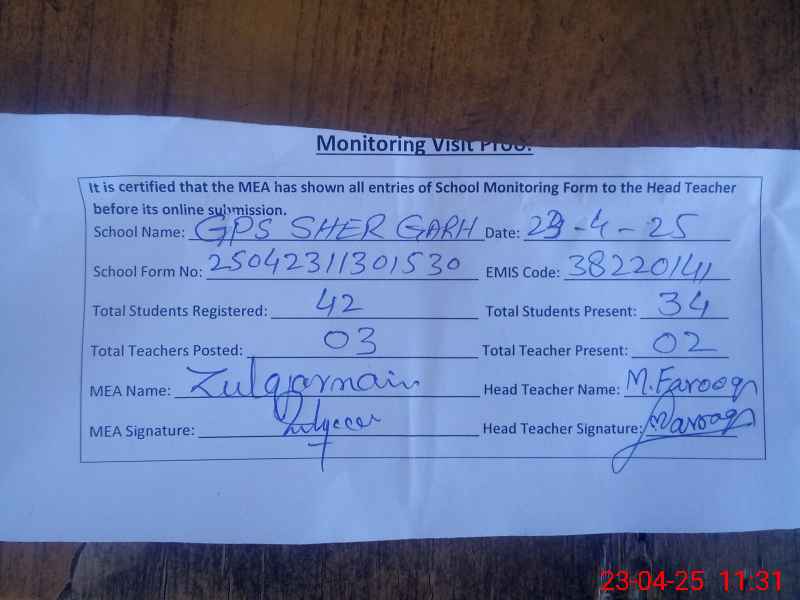 Monitoring Visit Proof
It is certified that the MEA has shown all entries of School Monitoring Form to the Head Teacher
before its online submission.
School Name: GPS SHER GARH Date: 23-4-25
School Form No: 25042311301530 EMIS Code: 38220141
Total Students Registered: 42 Total Students Present: 34
Total Teachers Posted: 03 Total Teacher Present: 02
MEA Name: Zulqarnain Head Teacher Name: M.Farooq
MEA Signature: Head Teacher Signature: M.Farooq
23-04-25 11:31